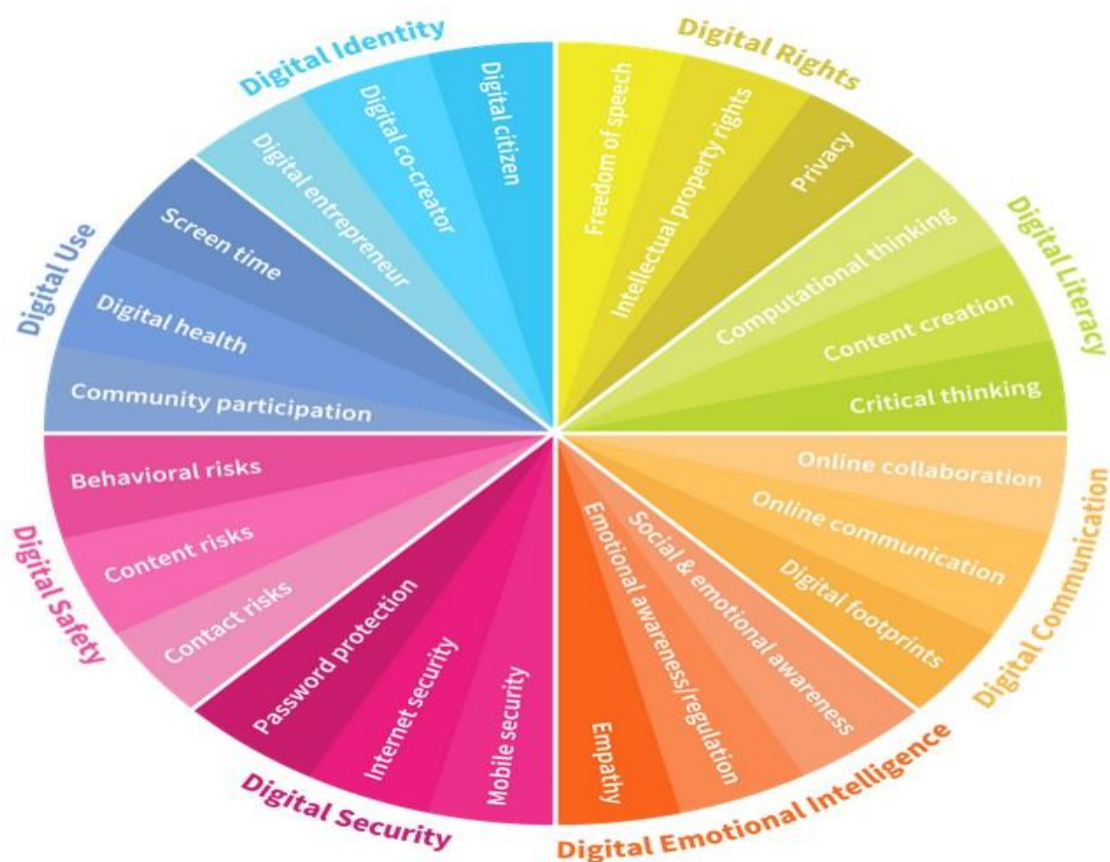 Digital Identity
Digital entrepreneur
Digital co-creator
Digital citizen
Digital Rights
Freedom of speech
Intellectual property rights
Privacy
Digital Literacy
Computational thinking
Content creation
Critical thinking
Digital Communication
Online collaboration
Online communication
Digital footprints
Digital Emotional Intelligence
Social & emotional awareness
Emotional awareness/regulation
Empathy
Digital Security
Mobile security
Internet security
Password protection
Digital Safety
Contact risks
Content risks
Behavioral risks
Digital Use
Community participation
Digital health
Screen time